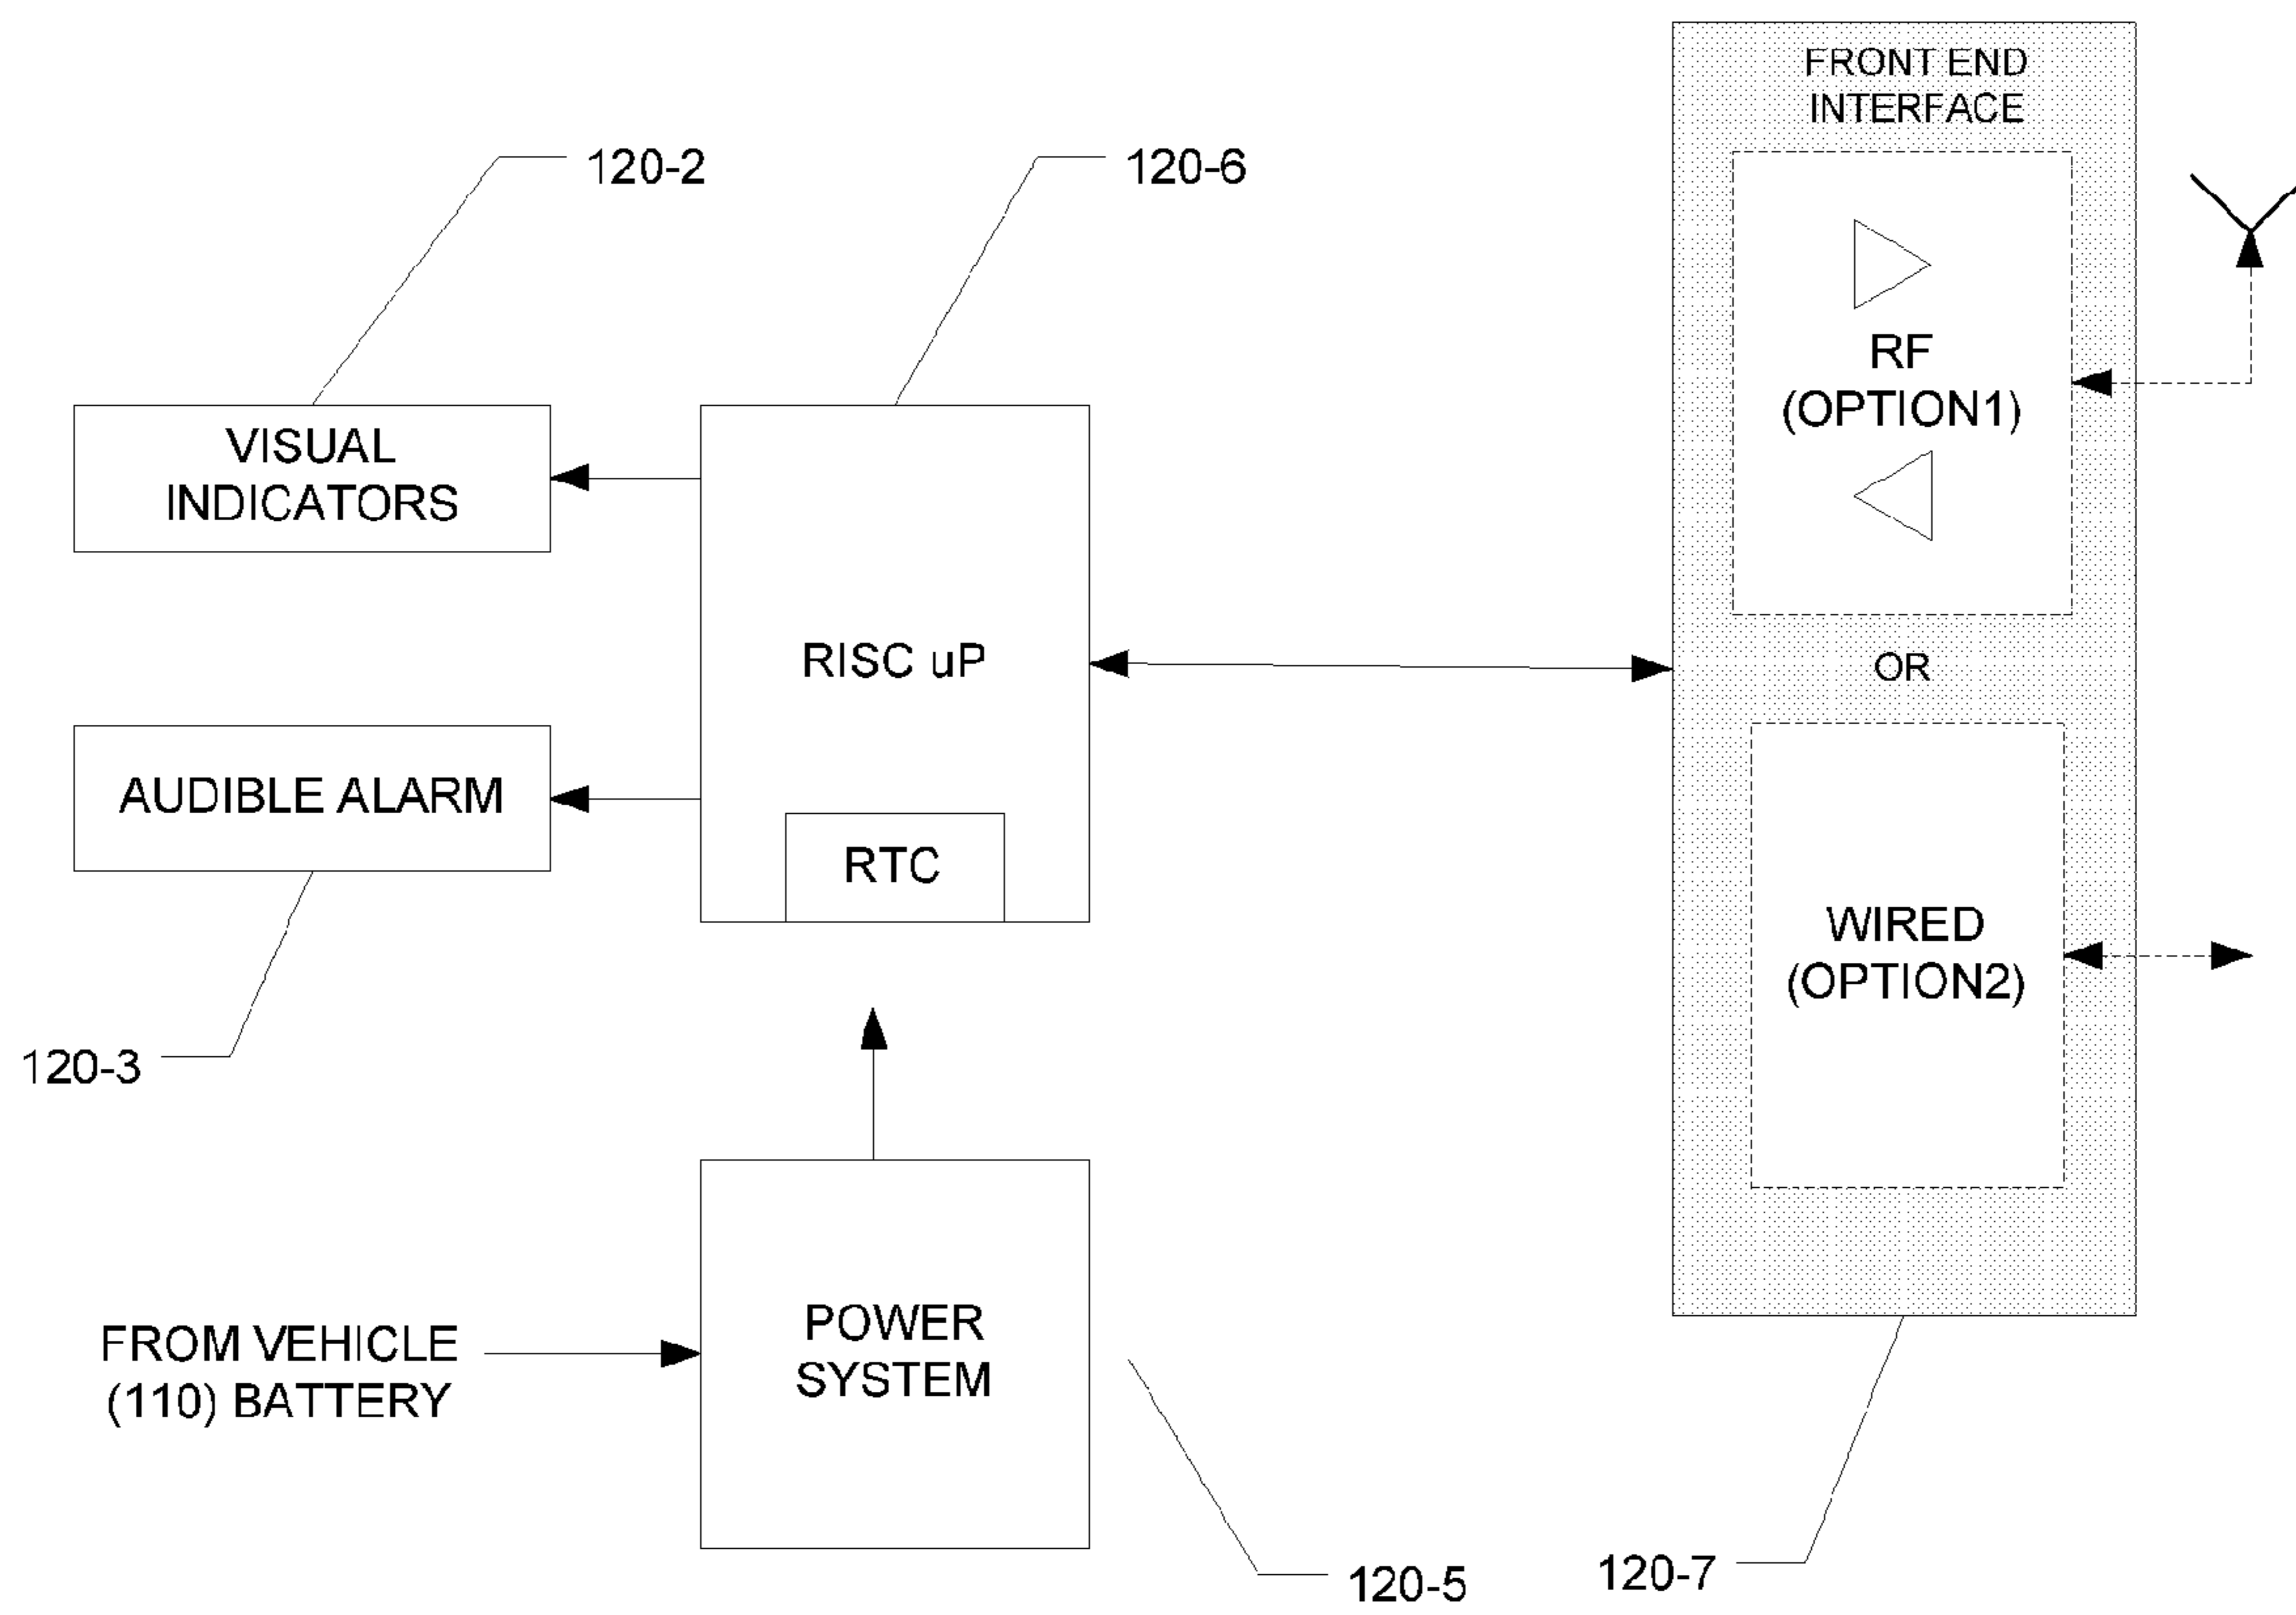 FRONT END
INTERFACE
120-2
120-6
RF
(OPTION1)
VISUAL
INDICATORS
RISC uP
OR
AUDIBLE ALARM
RTC
WIRED
(OPTION2)
120-3
POWER
SYSTEM
FROM VEHICLE
(110) BATTERY
120-5
120-7